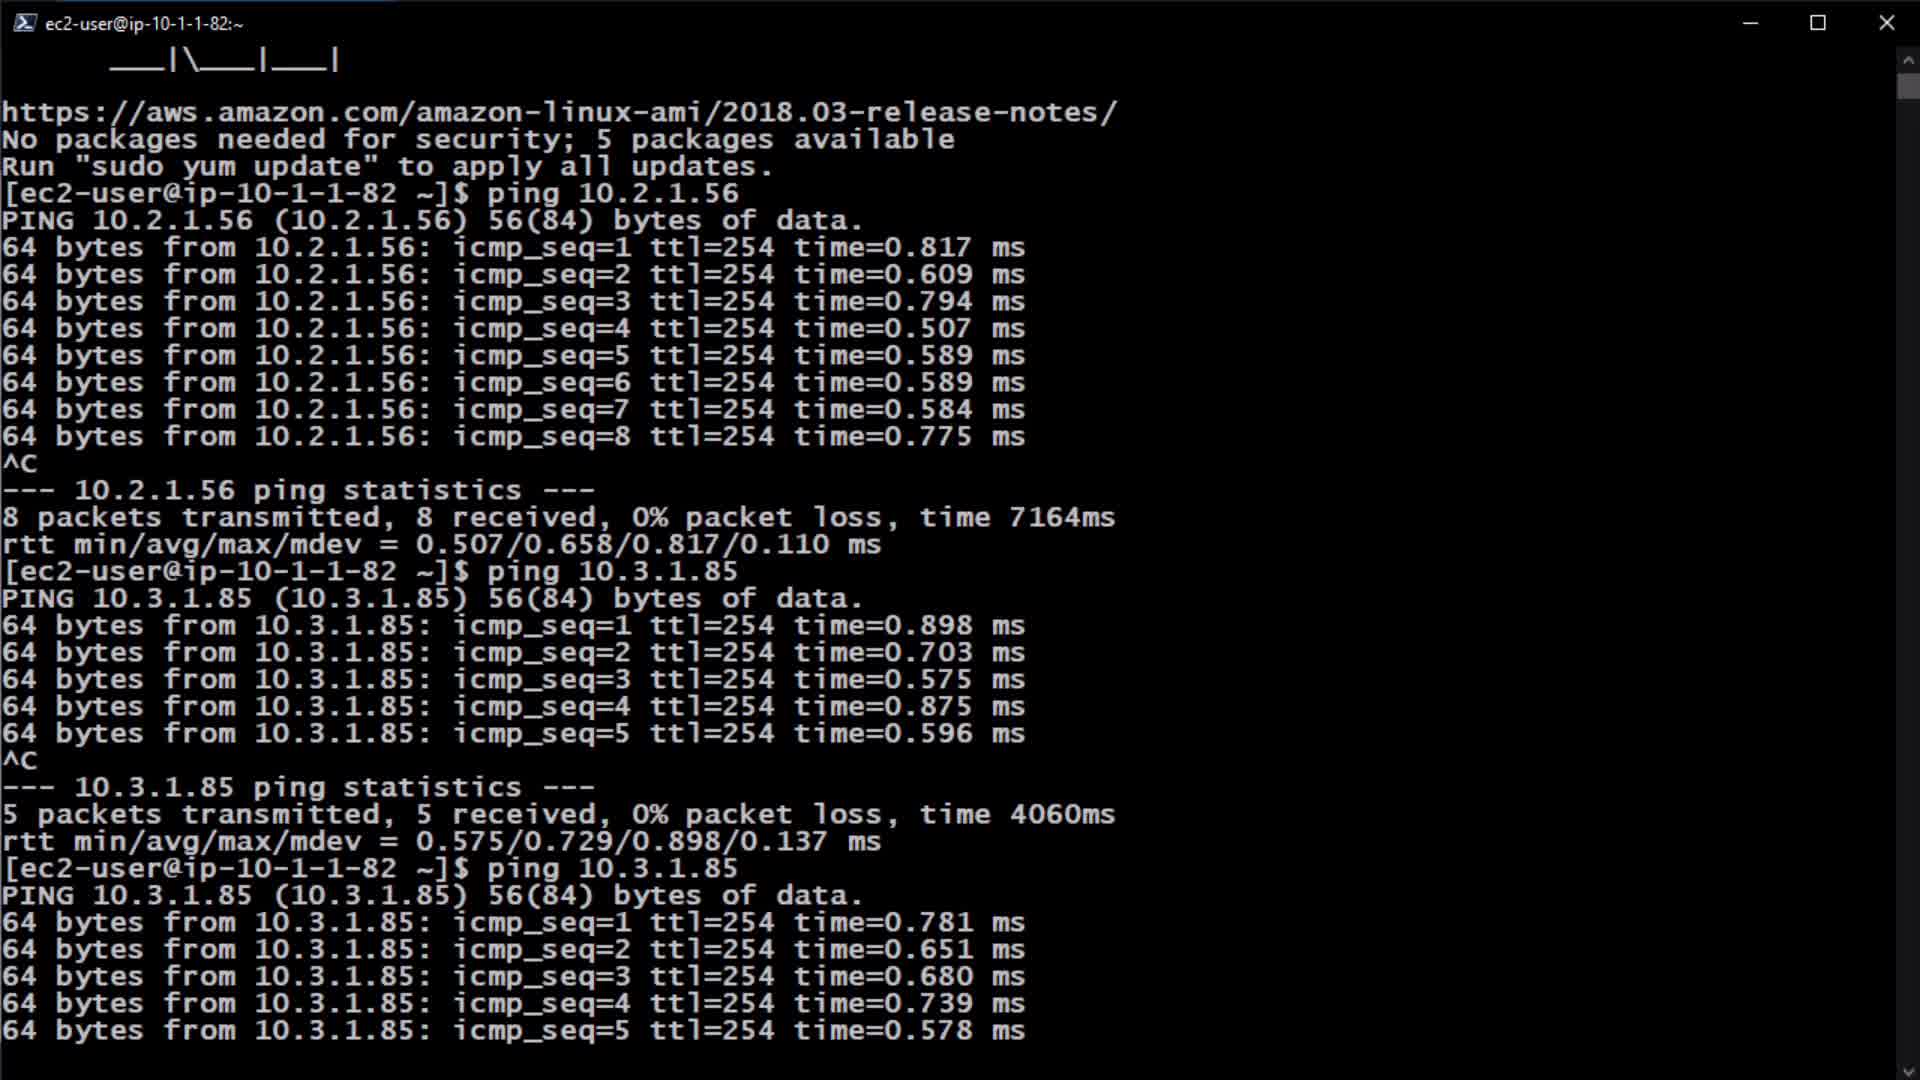 ec2-user@ip-10-1-1-82:~
___|\___|___|
https://aws.amazon.com/amazon-linux-ami/2018.03-release-notes/
No packages needed for security; 5 packages available
Run "sudo yum update" to apply all updates.
[ec2-user@ip-10-1-1-82 ~]$ ping 10.2.1.56
PING 10.2.1.56 (10.2.1.56) 56(84) bytes of data.
64 bytes from 10.2.1.56: icmp_seq=1 ttl=254 time=0.817 ms
64 bytes from 10.2.1.56: icmp_seq=2 ttl=254 time=0.609 ms
64 bytes from 10.2.1.56: icmp_seq=3 ttl=254 time=0.794 ms
64 bytes from 10.2.1.56: icmp_seq=4 ttl=254 time=0.507 ms
64 bytes from 10.2.1.56: icmp_seq=5 ttl=254 time=0.589 ms
64 bytes from 10.2.1.56: icmp_seq=6 ttl=254 time=0.589 ms
64 bytes from 10.2.1.56: icmp_seq=7 ttl=254 time=0.584 ms
64 bytes from 10.2.1.56: icmp_seq=8 ttl=254 time=0.775 ms
^C
--- 10.2.1.56 ping statistics ---
8 packets transmitted, 8 received, 0% packet loss, time 7164ms
rtt min/avg/max/mdev = 0.507/0.658/0.817/0.110 ms
[ec2-user@ip-10-1-1-82 ~]$ ping 10.3.1.85
PING 10.3.1.85 (10.3.1.85) 56(84) bytes of data.
64 bytes from 10.3.1.85: icmp_seq=1 ttl=254 time=0.898 ms
64 bytes from 10.3.1.85: icmp_seq=2 ttl=254 time=0.703 ms
64 bytes from 10.3.1.85: icmp_seq=3 ttl=254 time=0.575 ms
64 bytes from 10.3.1.85: icmp_seq=4 ttl=254 time=0.875 ms
64 bytes from 10.3.1.85: icmp_seq=5 ttl=254 time=0.596 ms
^C
--- 10.3.1.85 ping statistics ---
5 packets transmitted, 5 received, 0% packet loss, time 4060ms
rtt min/avg/max/mdev = 0.575/0.729/0.898/0.137 ms
[ec2-user@ip-10-1-1-82 ~]$ ping 10.3.1.85
PING 10.3.1.85 (10.3.1.85) 56(84) bytes of data.
64 bytes from 10.3.1.85: icmp_seq=1 ttl=254 time=0.781 ms
64 bytes from 10.3.1.85: icmp_seq=2 ttl=254 time=0.651 ms
64 bytes from 10.3.1.85: icmp_seq=3 ttl=254 time=0.680 ms
64 bytes from 10.3.1.85: icmp_seq=4 ttl=254 time=0.739 ms
64 bytes from 10.3.1.85: icmp_seq=5 ttl=254 time=0.578 ms